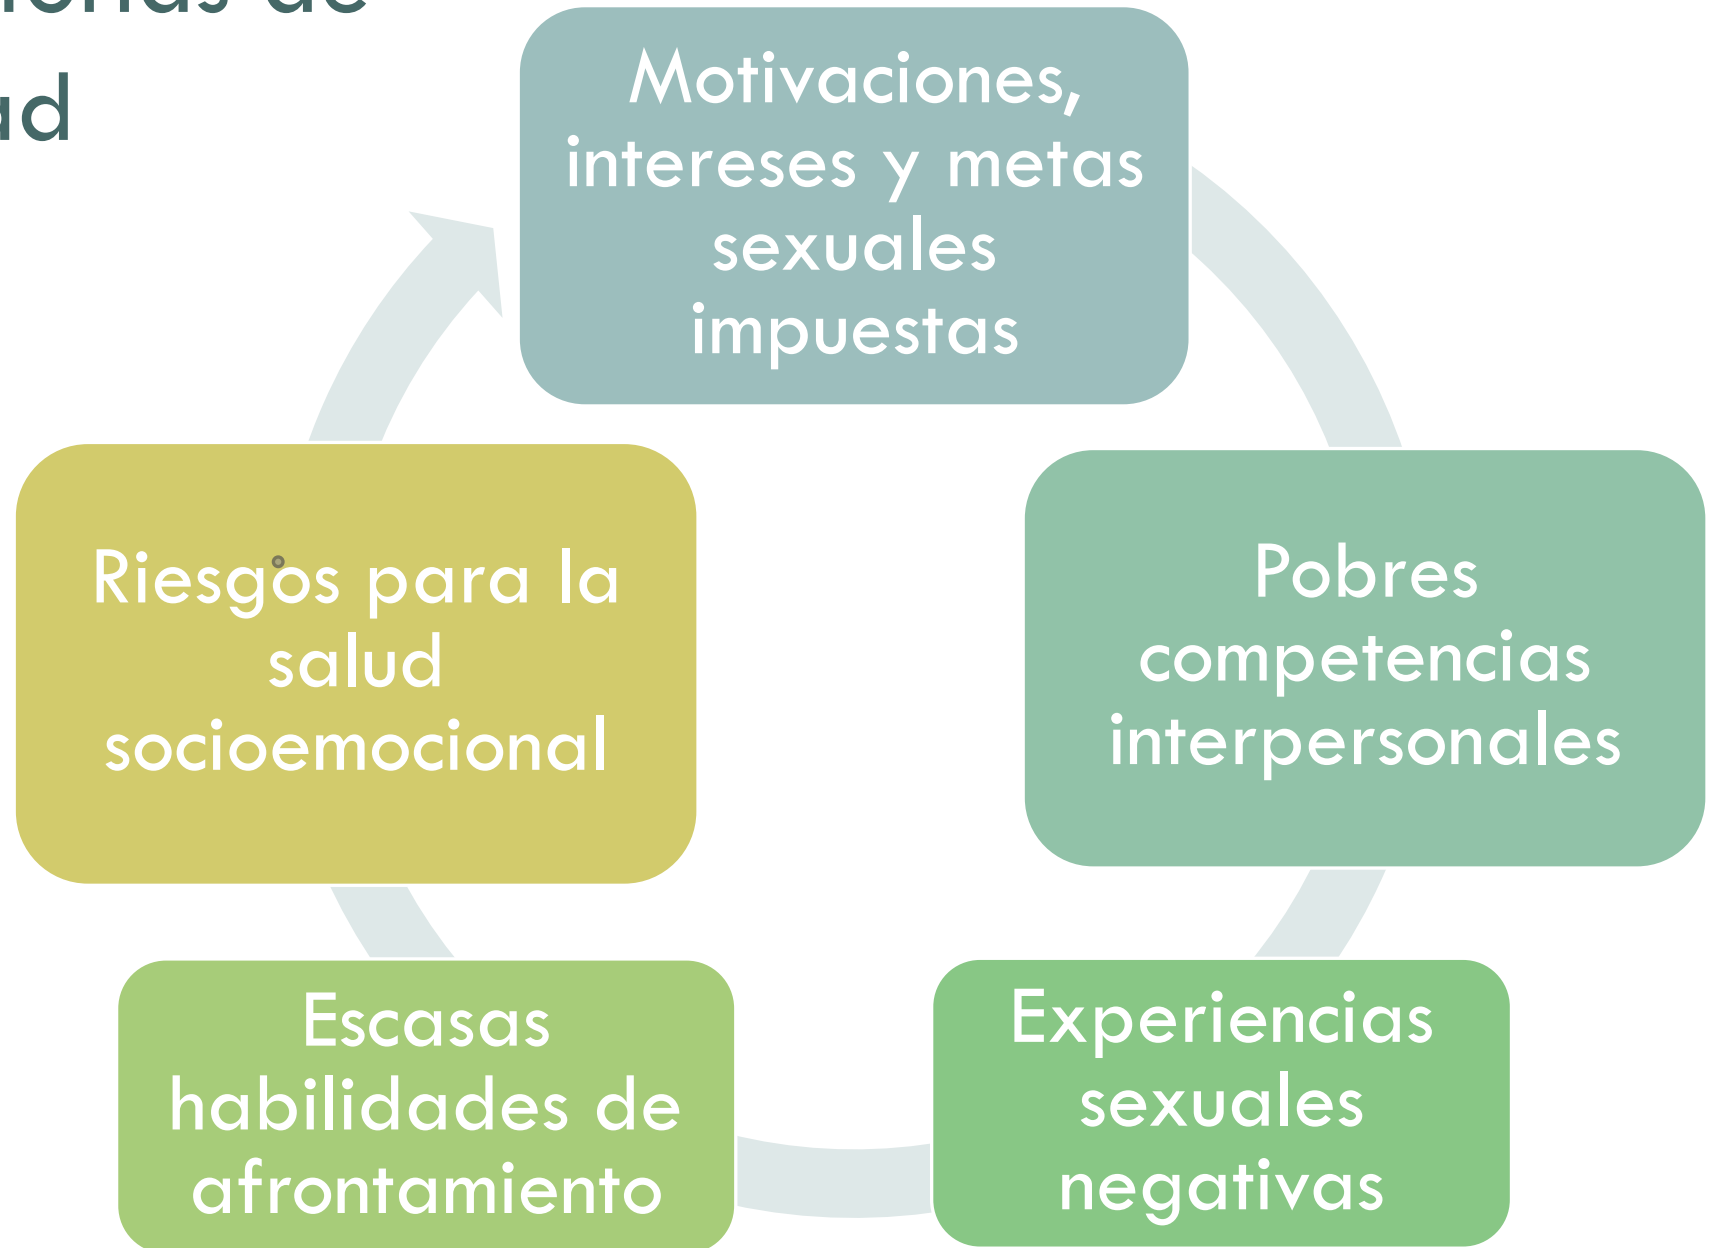 de
Motivaciones,
intereses y metas
sexuales
impuestas
Pobres
competencias
interpersonales
Experiencias
sexuales
negativas
Escasas
habilidades de
afrontamiento
Riesgos para la
salud
socioemocional